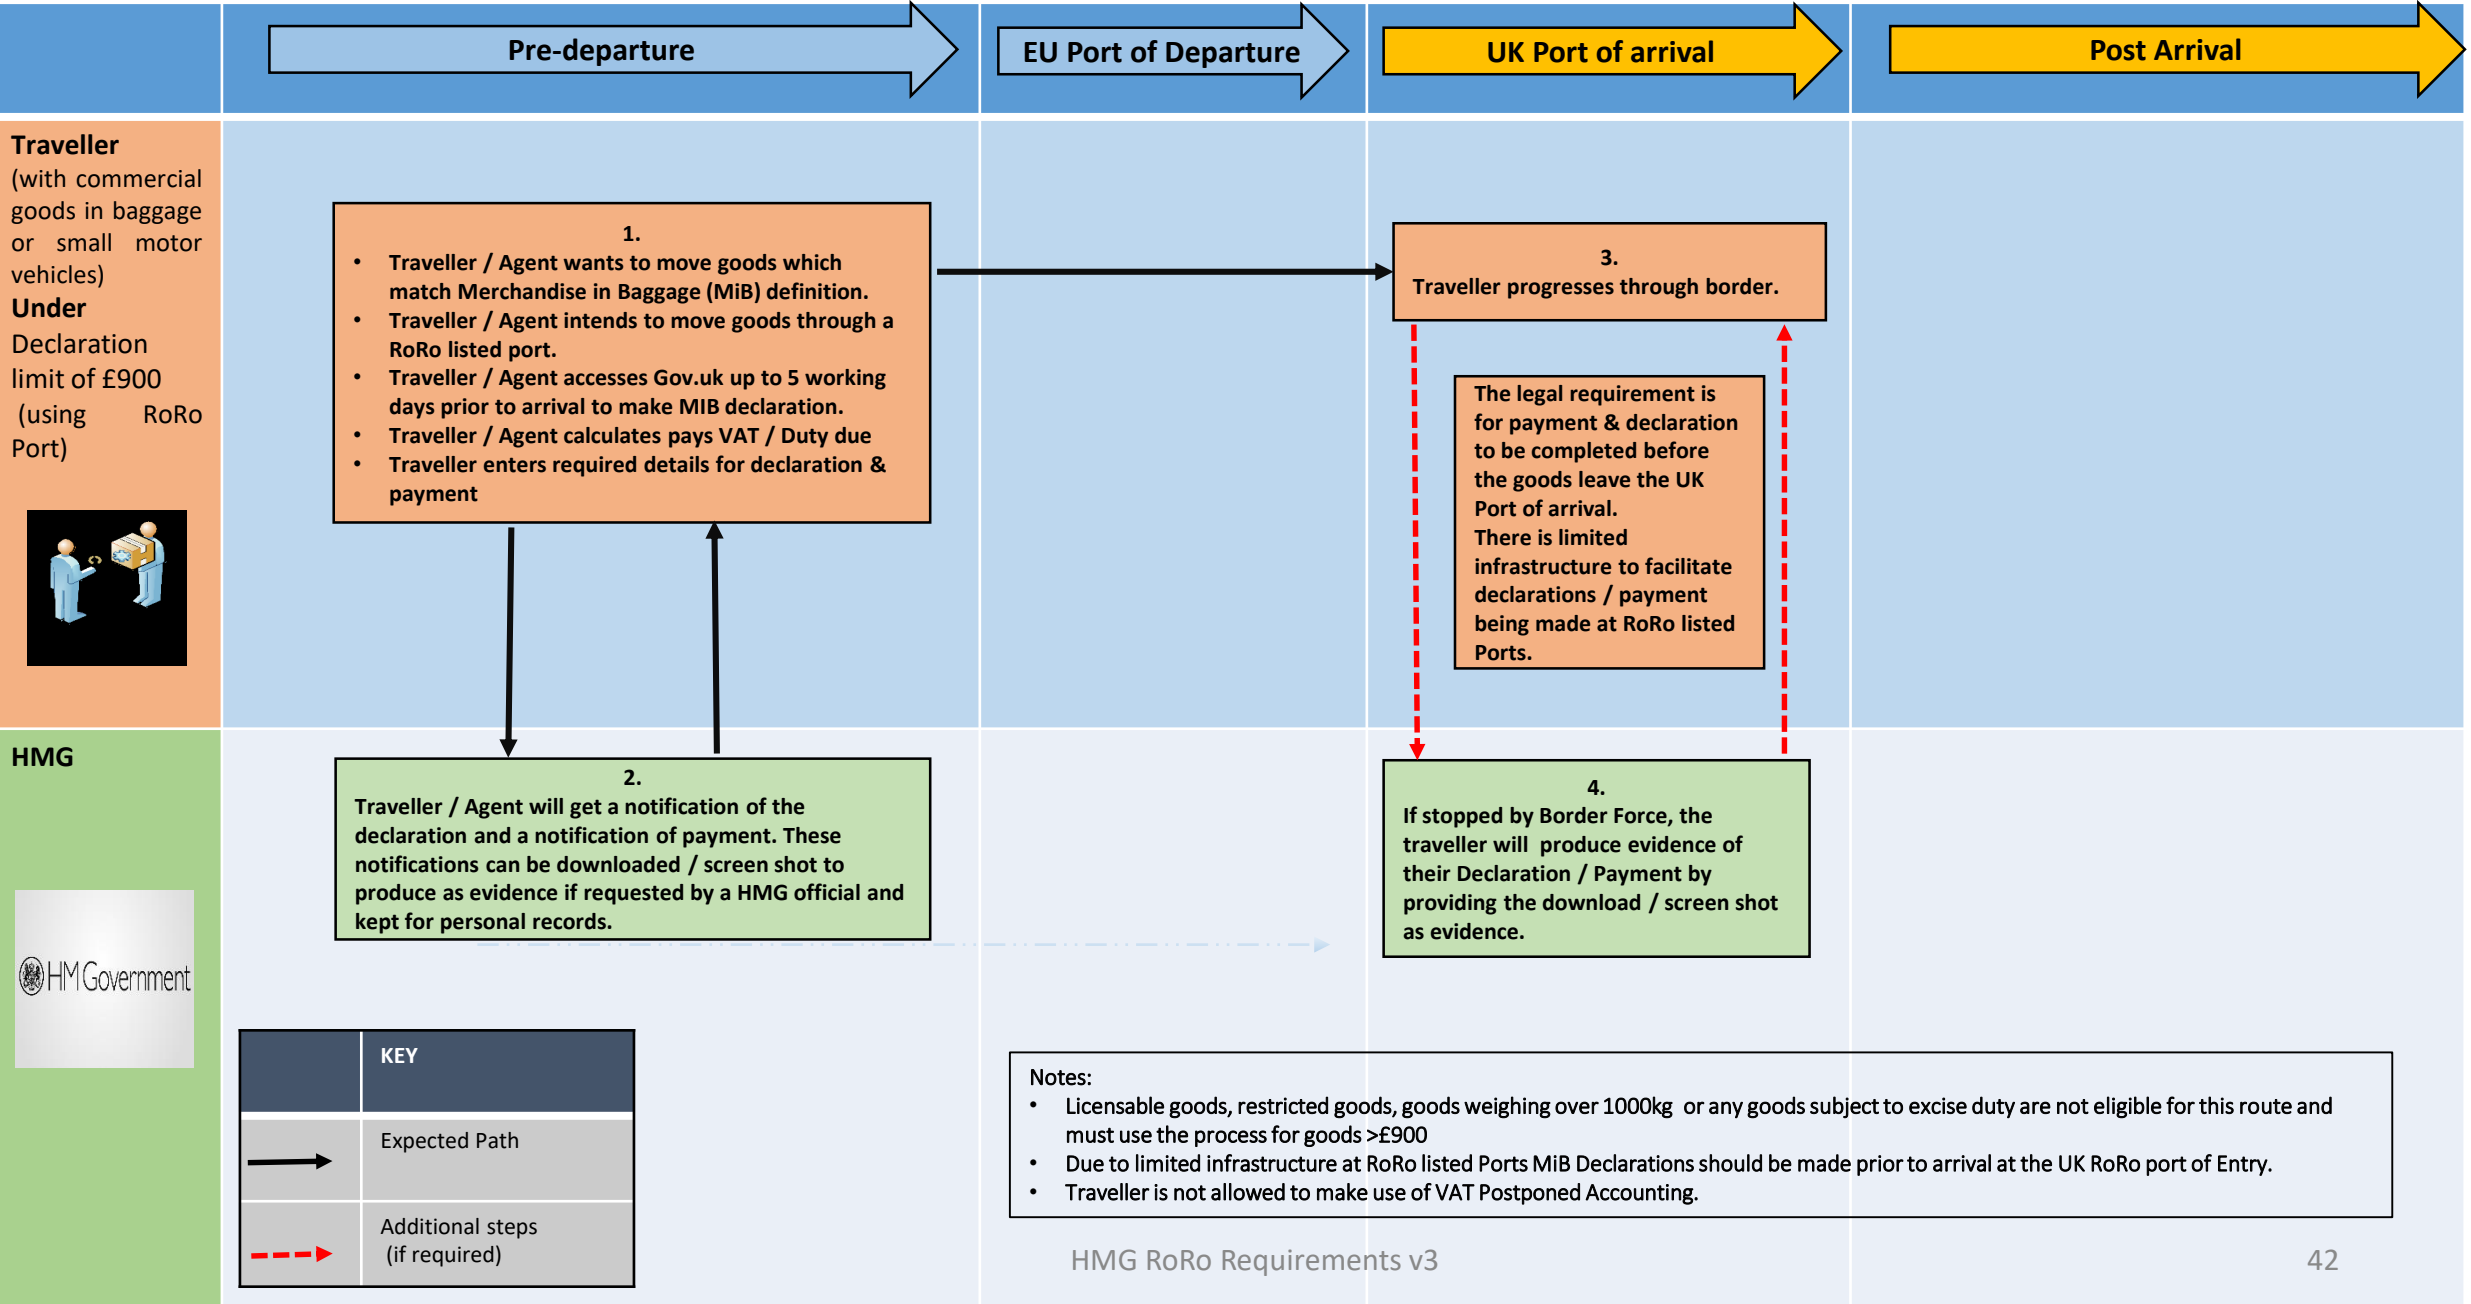 Pre-departure
EU Port of Departure
UK Port of arrival
Post Arrival
Traveller
(with commercial
goods in baggage
or small motor
vehicles)
Under
Declaration
limit of £900
(using RoRo
Port)
1.
• Traveller / Agent wants to move goods which
match Merchandise in Baggage (MiB) definition.
• Traveller / Agent intends to move goods through a
RoRo listed port.
• Traveller / Agent accesses Gov.uk up to 5 working
days prior to arrival to make MIB declaration.
• Traveller / Agent calculates pays VAT / Duty due
• Traveller enters required details for declaration &
payment
3.
Traveller progresses through border.
The legal requirement is
for payment & declaration
to be completed before
the goods leave the UK
Port of arrival.
There is limited
infrastructure to facilitate
declarations / payment
being made at RoRo listed
Ports.
HMG
HM Government
2.
Traveller / Agent will get a notification of the
declaration and a notification of payment. These
notifications can be downloaded / screen shot to
produce as evidence if requested by a HMG official and
kept for personal records.
4.
If stopped by Border Force, the
traveller will produce evidence of
their Declaration / Payment by
providing the download / screen shot
as evidence.
KEY
Expected Path
Additional steps
(if required)
Notes:
• Licensable goods, restricted goods, goods weighing over 1000kg or any goods subject to excise duty are not eligible for this route and
must use the process for goods >£900
• Due to limited infrastructure at RoRo listed Ports MiB Declarations should be made prior to arrival at the UK RoRo port of Entry.
• Traveller is not allowed to make use of VAT Postponed Accounting.
HMG RoRo Requirements v3
42